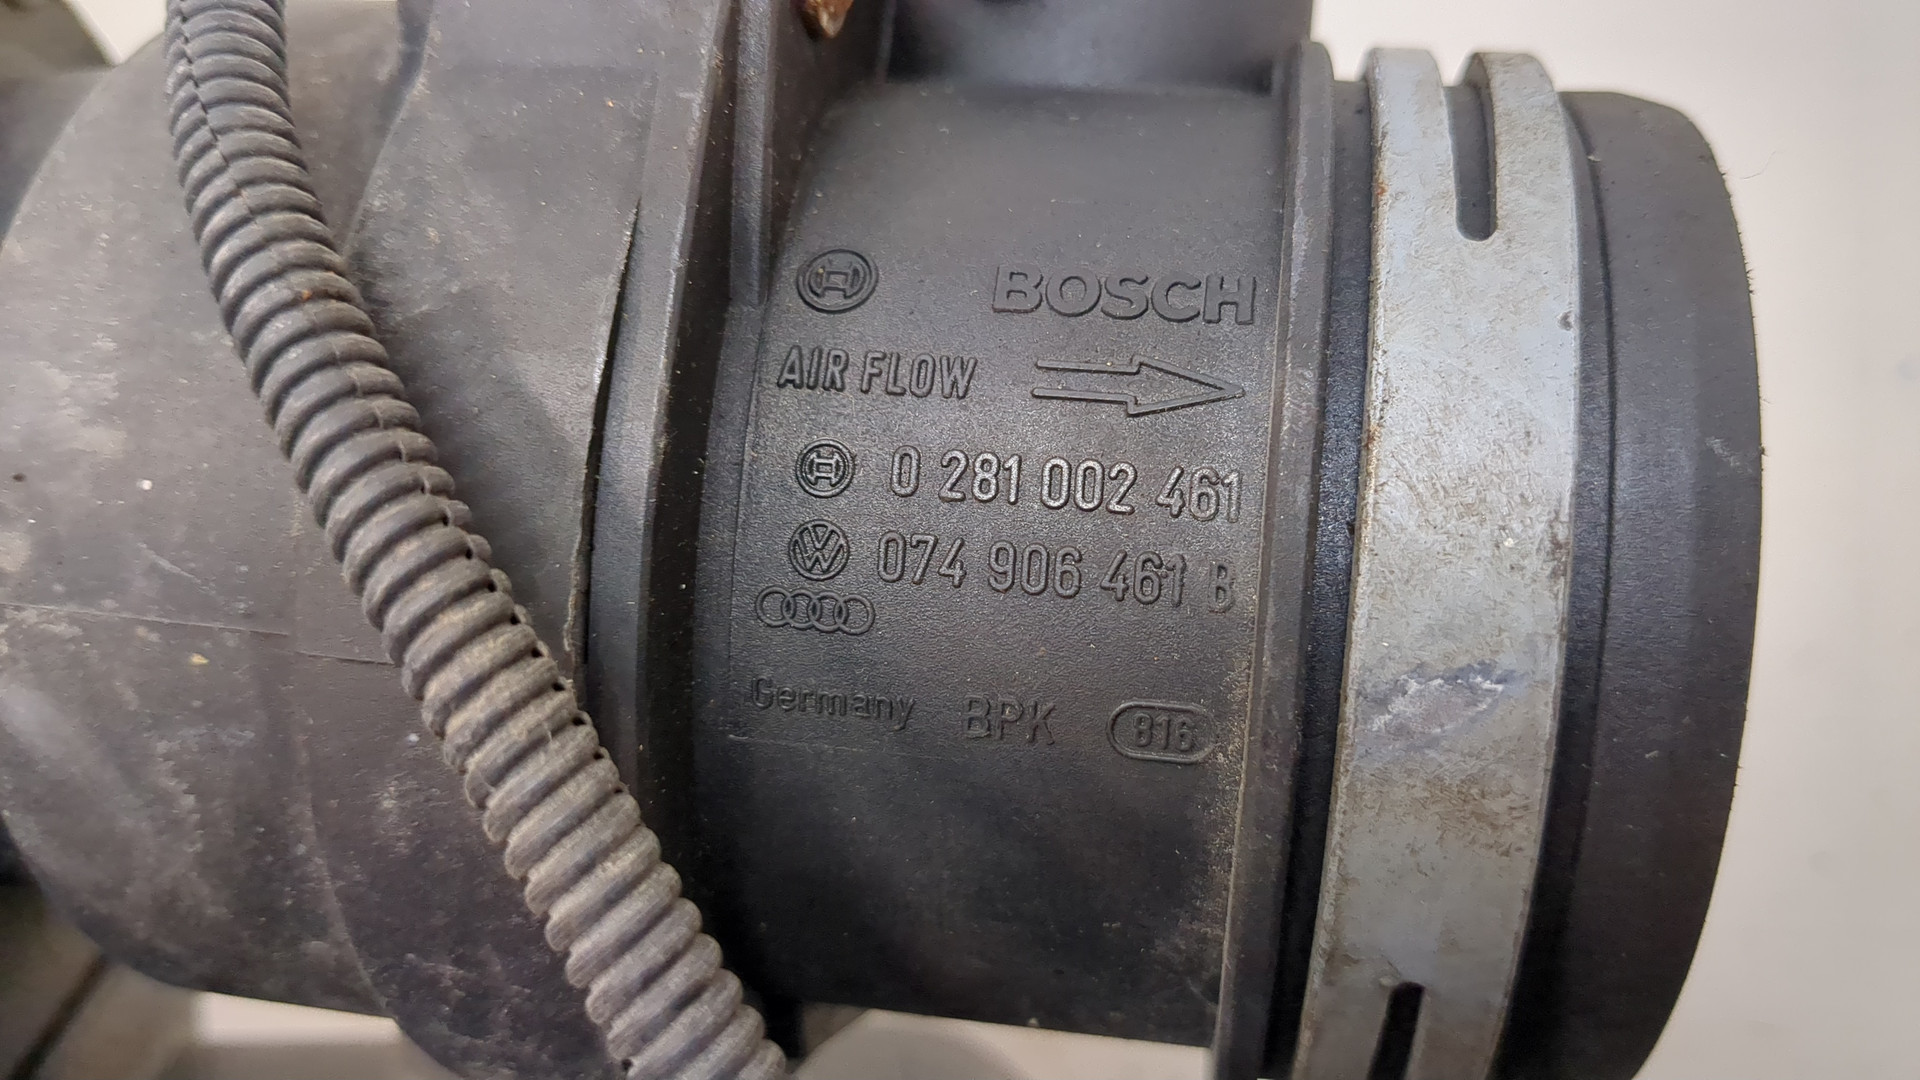 BOSCH
AIR FLOW
0 281 002 461
074 906 461 B
Germany BPK 816